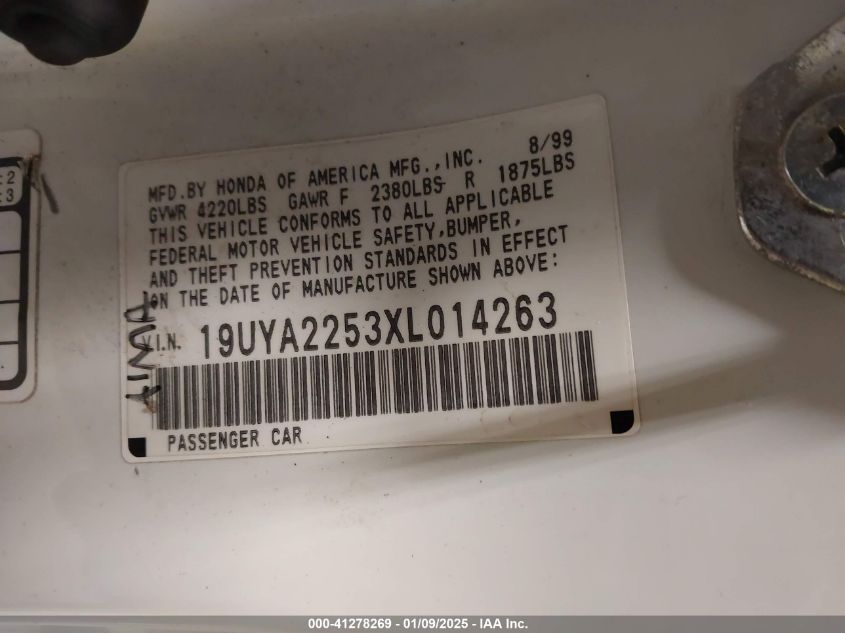 :2
:3
8/99
MFD.BY HONDA OF AMERICA MFG.,INC.
GVWR 4220LBS GAWR F 2380LBS R 1875LBS
THIS VEHICLE CONFORMS TO ALL APPLICABLE
FEDERAL MOTOR VEHICLE SAFETY,BUMPER,
AND THEFT PREVENTION STANDARDS IN EFFECT
ON THE DATE OF MANUFACTURE SHOWN ABOVE:
V.I.N. 19UYA2253XL014263
PASSENGER CAR
000-41278269 - 01/09/2025 - IAA Inc.